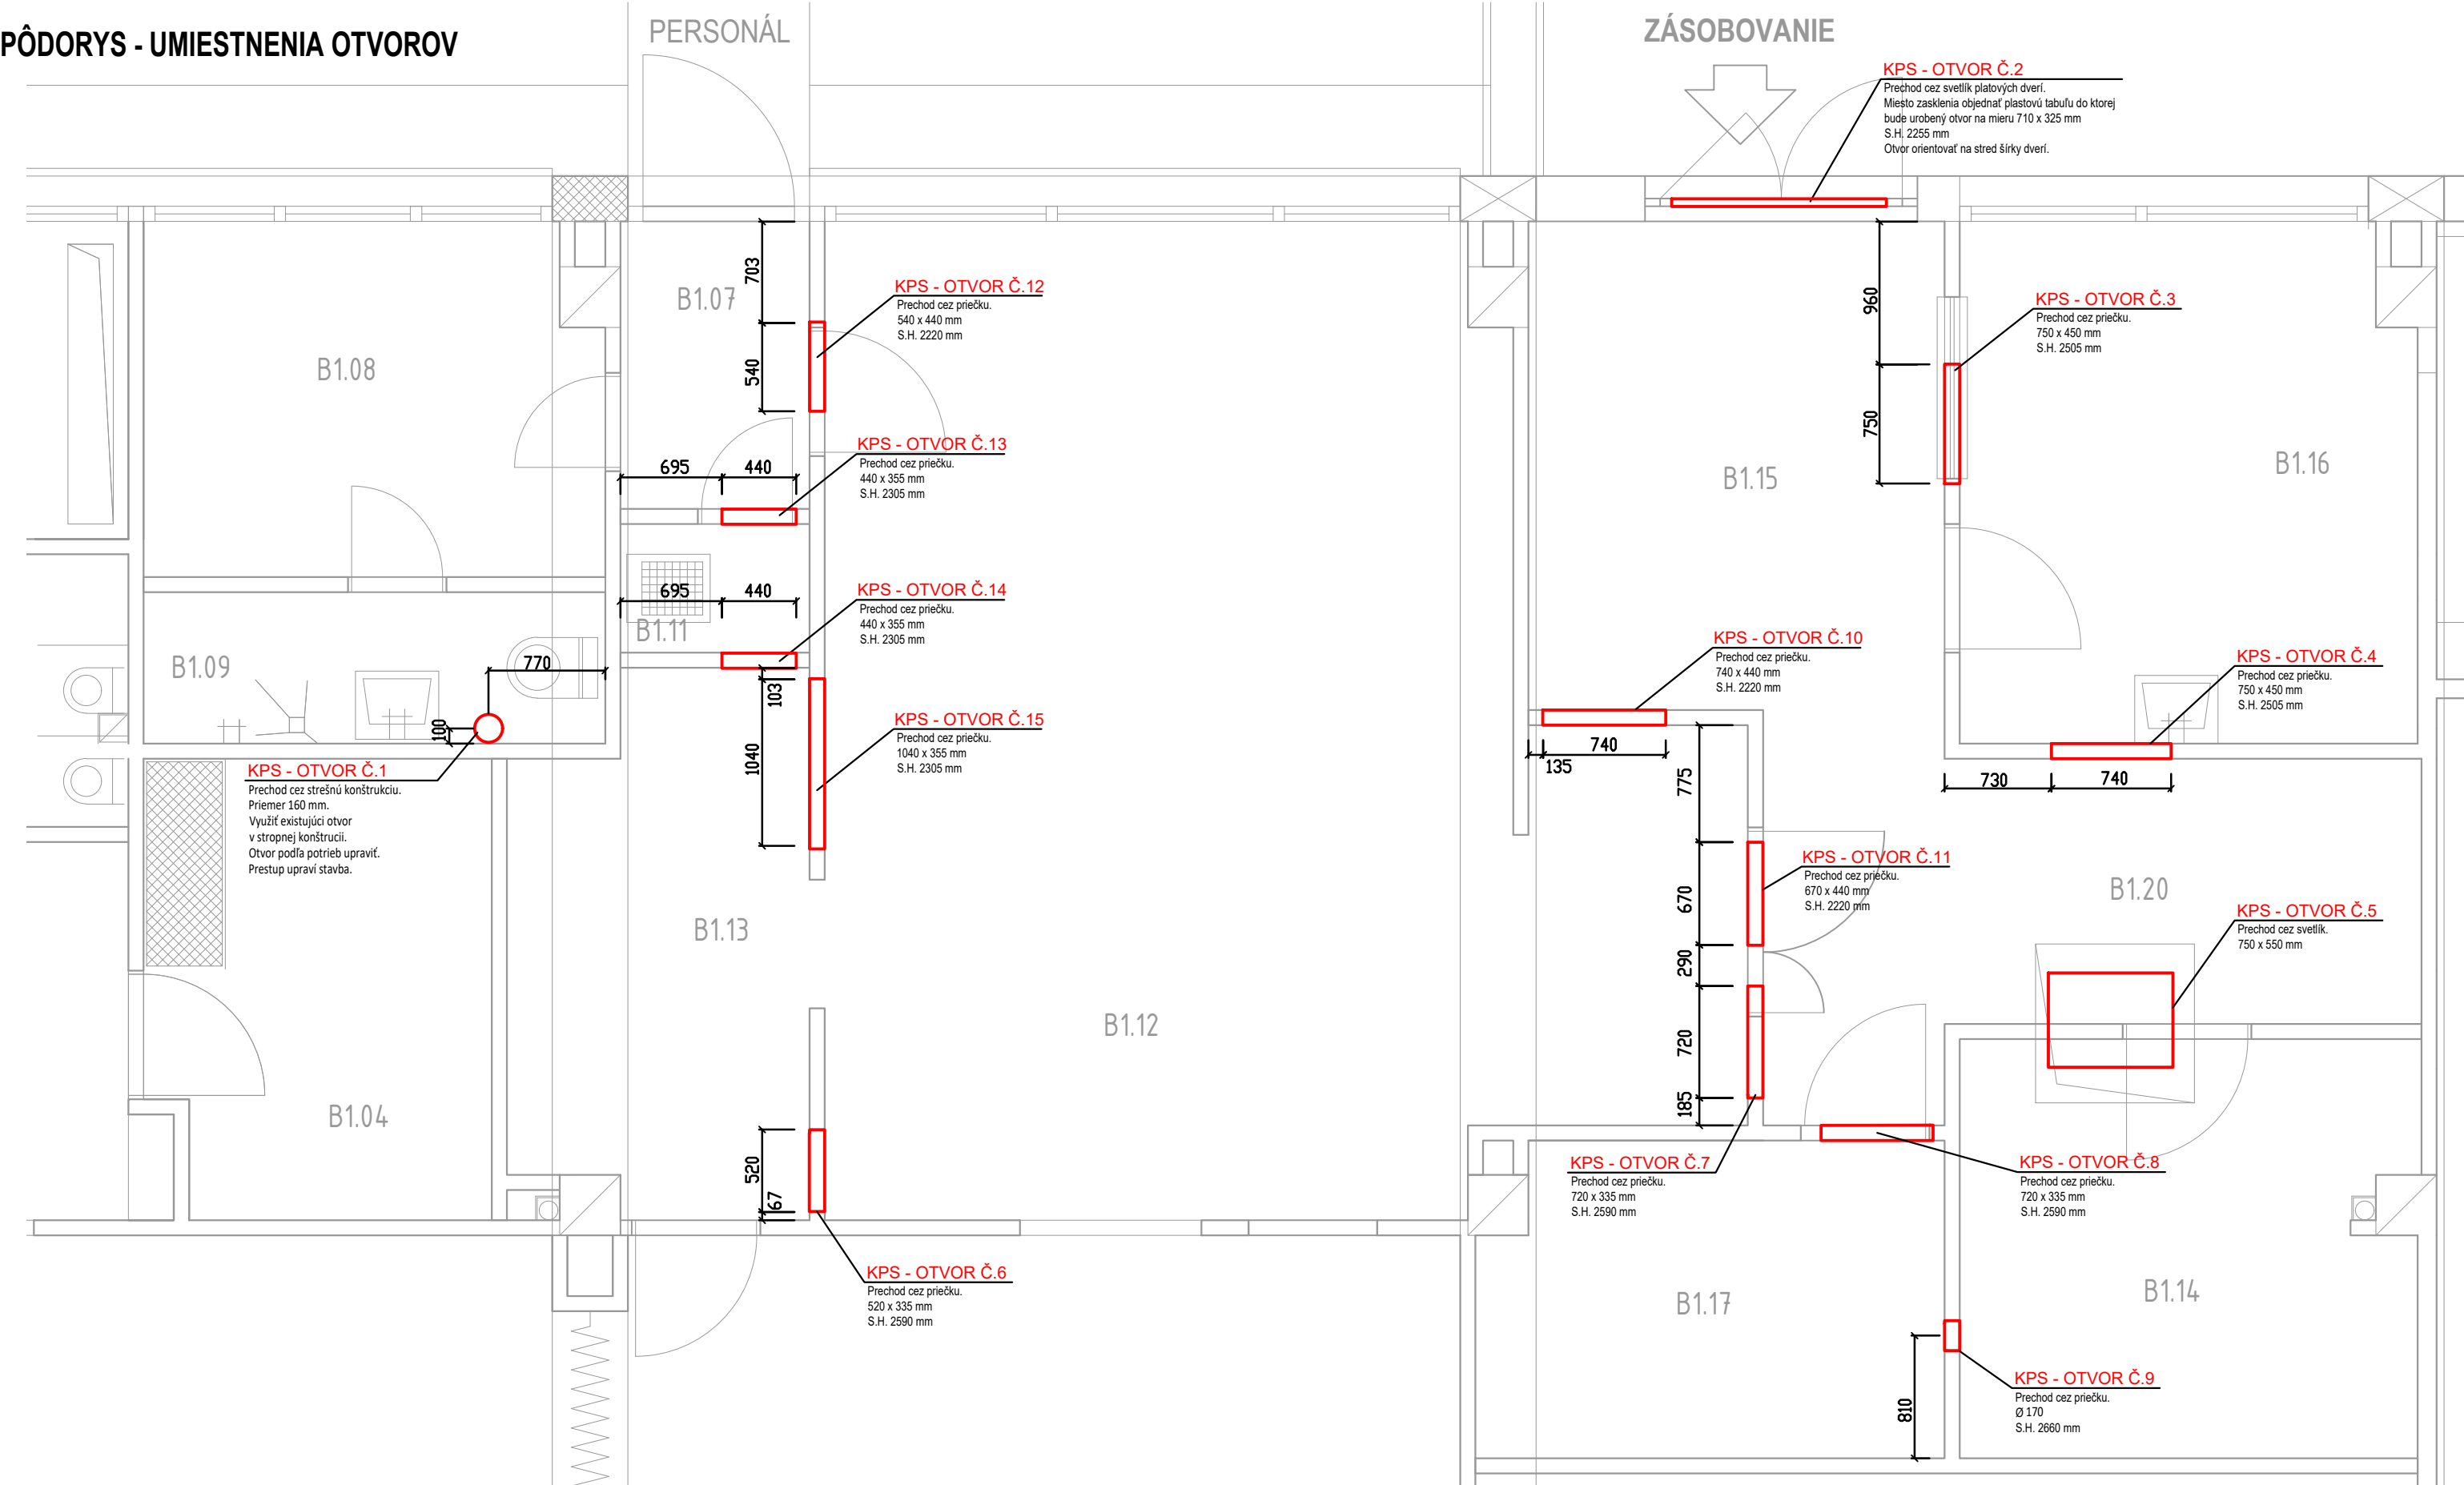 PÔDORYS - UMIESTNENIA OTVOROV
PERSONÁL
ZÁSOBOVANIE
KPS - OTVOR Č.2
Prechod cez svetlík platových dverí.
Miesto zasklenia objednať plastovú tabuľu do ktorej
bude urobený otvor na mieru 710 x 325 mm
S.H. 2255 mm
Otvor orientovať na stred šírky dverí.
703
B1.07
KPS - OTVOR Č.12
Prechod cez priečku.
540 x 440 mm
S.H. 2220 mm
540
960
KPS - OTVOR Č.3
Prechod cez priečku.
750 x 450 mm
S.H. 2505 mm
750
B1.08
KPS - OTVOR Č.13
Prechod cez priečku.
440 x 355 mm
S.H. 2305 mm
695
440
B1.15
B1.16
KPS - OTVOR Č.14
Prechod cez priečku.
440 x 355 mm
S.H. 2305 mm
695
440
B1.11
B1.09
770
100
103
KPS - OTVOR Č.10
Prechod cez priečku.
740 x 440 mm
S.H. 2220 mm
KPS - OTVOR Č.4
Prechod cez priečku.
750 x 450 mm
S.H. 2505 mm
KPS - OTVOR Č.15
Prechod cez priečku.
1040 x 355 mm
S.H. 2305 mm
1040
740
135
775
730
740
KPS - OTVOR Č.1
Prechod cez strešnú konštrukciu.
Priemer 160 mm.
Využiť existujúci otvor
v stropnej konštrucii.
Otvor podľa potrieb upraviť.
Prestup upraví stavba.
KPS - OTVOR Č.11
Prechod cez priečku.
670 x 440 mm
S.H. 2220 mm
670
B1.20
B1.13
KPS - OTVOR Č.5
Prechod cez svetlík.
750 x 550 mm
290
B1.12
720
185
B1.04
520
67
KPS - OTVOR Č.7
Prechod cez priečku.
720 x 335 mm
S.H. 2590 mm
KPS - OTVOR Č.8
Prechod cez priečku.
720 x 335 mm
S.H. 2590 mm
KPS - OTVOR Č.6
Prechod cez priečku.
520 x 335 mm
S.H. 2590 mm
B1.17
B1.14
810
KPS - OTVOR Č.9
Prechod cez priečku.
Ø 170
S.H. 2660 mm